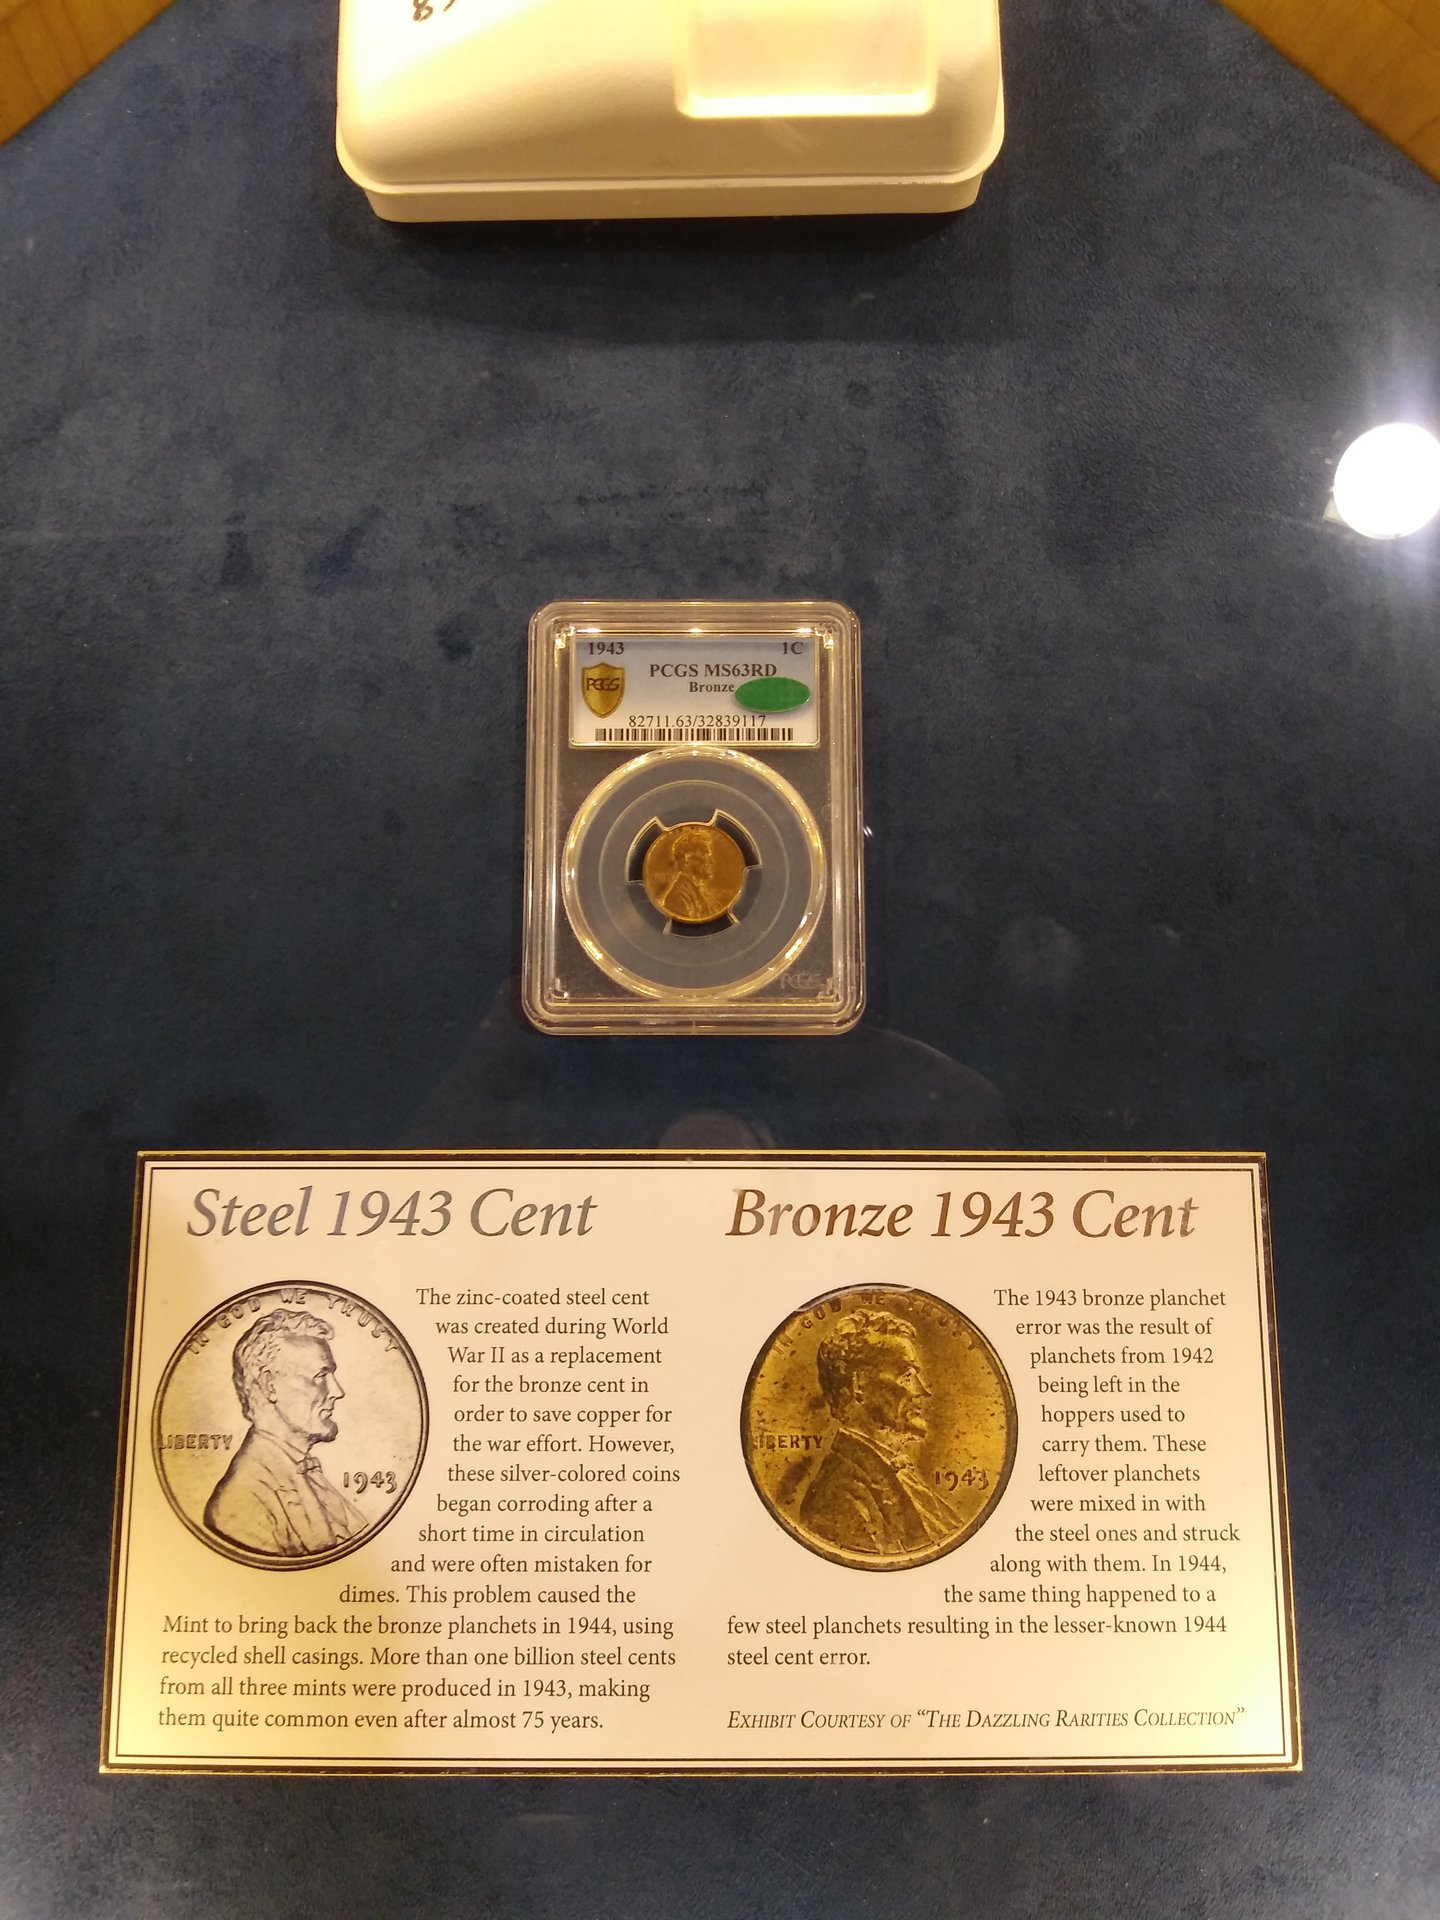 1943 1C
PCGS MS63RD
PCGS
Bronze
82711.63/32839117
PCGS
Steel 1943 Cent
IN GOD WE TRUST
LIBERTY
1943
The zinc-coated steel cent
was created during World
War II as a replacement
for the bronze cent in
order to save copper for
the war effort. However,
these silver-colored coins
began corroding after a
short time in circulation
and were often mistaken for
dimes. This problem caused the
Mint to bring back the bronze planchets in 1944, using
recycled shell casings. More than one billion steel cents
from all three mints were produced in 1943, making
them quite common even after almost 75 years.
Bronze 1943 Cent
IN GOD WE TRUST
LIBERTY
1943
The 1943 bronze planchet
error was the result of
planchets from 1942
being left in the
hoppers used to
carry them. These
leftover planchets
were mixed in with
the steel ones and struck
along with them. In 1944,
the same thing happened to a
few steel planchets resulting in the lesser-known 1944
steel cent error.
EXHIBIT COURTESY OF “THE DAZZLING RARITIES COLLECTION”